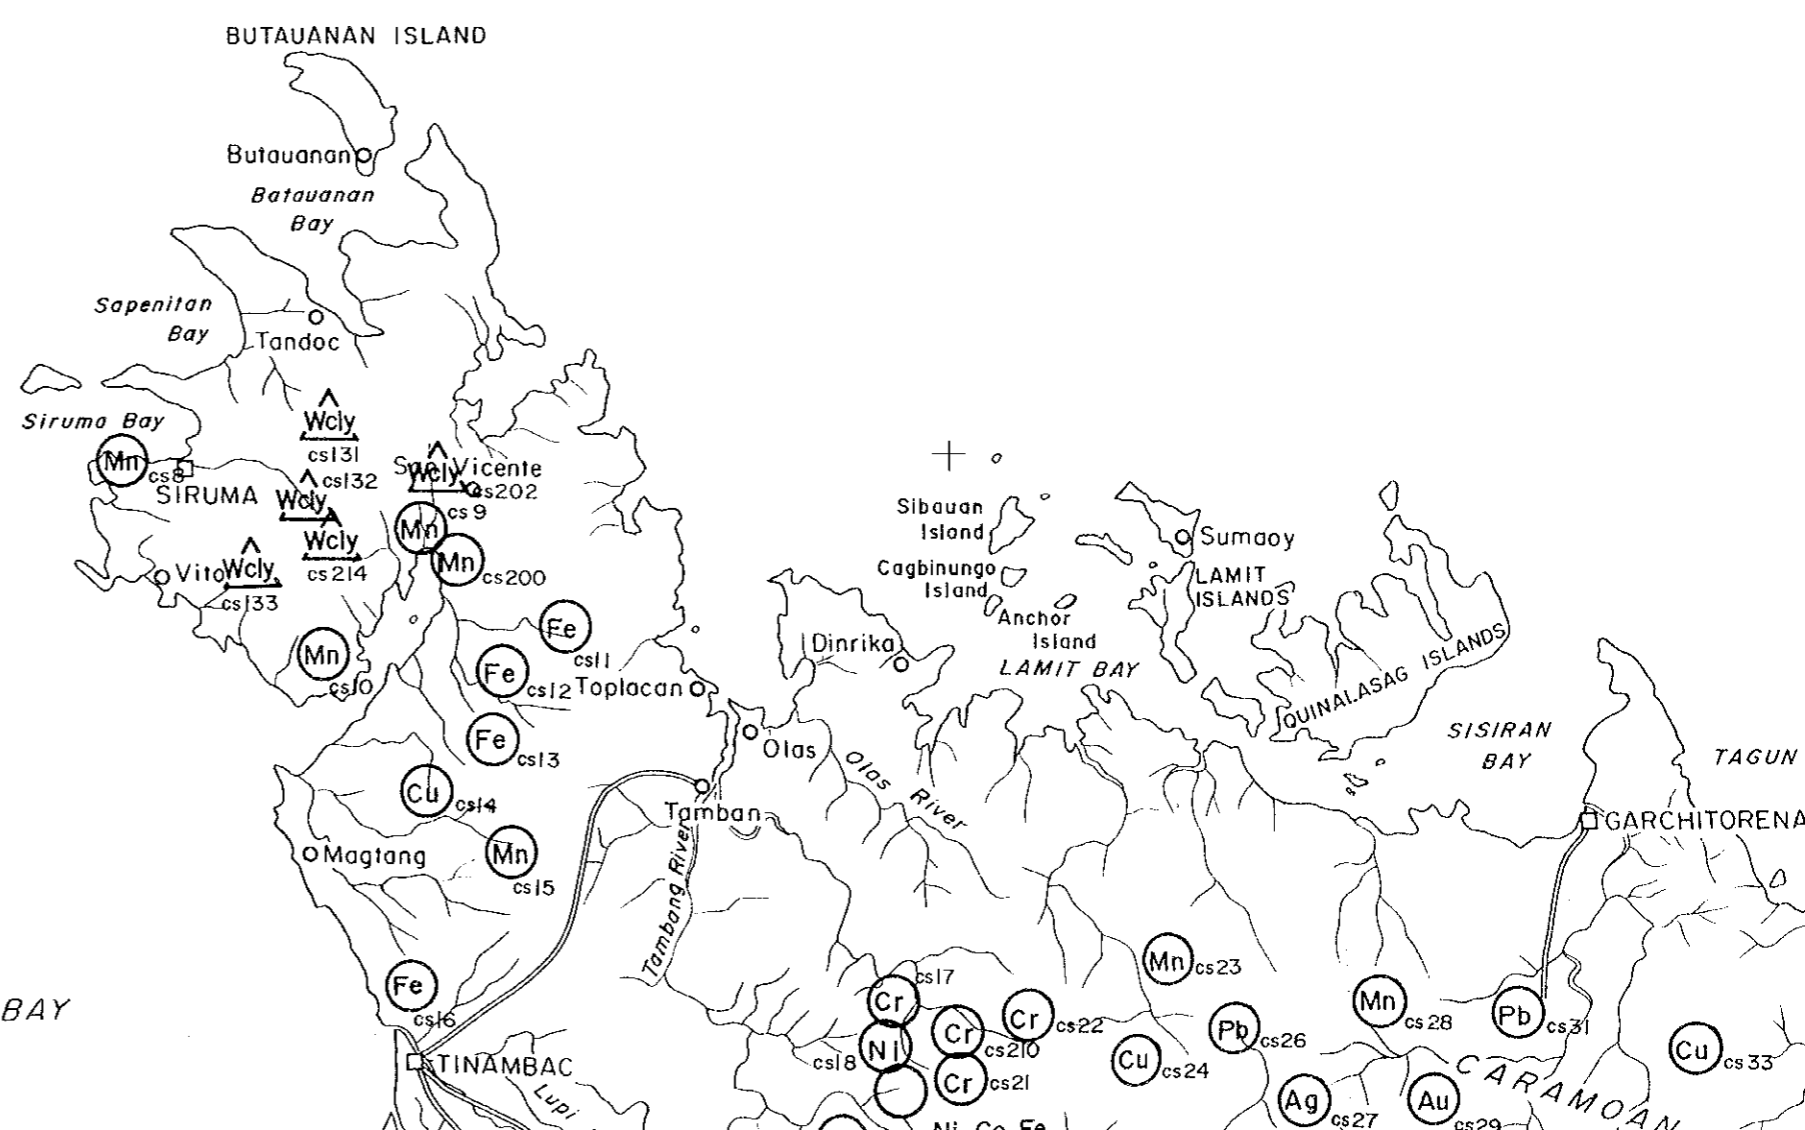 BUTAUANAN ISLAND
Butauanan
Batauanan
Bay
Sapenitan
Bay
Tandoc
Siruma Bay
Wcly
cs131
Mn
cs8
SIRUMA
cs132
Wcly
San Vicente
Wcly
cs202
cs9
Mn
Mn
cs200
Wcly
cs214
Vito
Wcly
cs133
Mn
cs10
Fe
cs11
Fe
cs12
Toplacan
Fe
cs13
Cu
cs14
Mn
cs15
Magtang
Fe
cs16
BAY
TINAMBAC
Lupi
Tamban
Tambang River
Olas
Olas River
Dinrika
Sibauan
Island
Cagbinungo
Island
Anchor
Island
LAMIT BAY
Sumaoy
LAMIT
ISLANDS
QUINALASAG ISLANDS
SISIRAN
BAY
TAGUN
GARCHITORENA
cs17
Cr
cs18
Ni
Cr
cs210
Cr
cs21
Cr
cs22
Mn
cs23
Cu
cs24
Pb
cs26
Ag
cs27
Mn
cs28
Au
cs29
Pb
cs31
Cu
cs33
CARAMOAN
Ni Co Fe